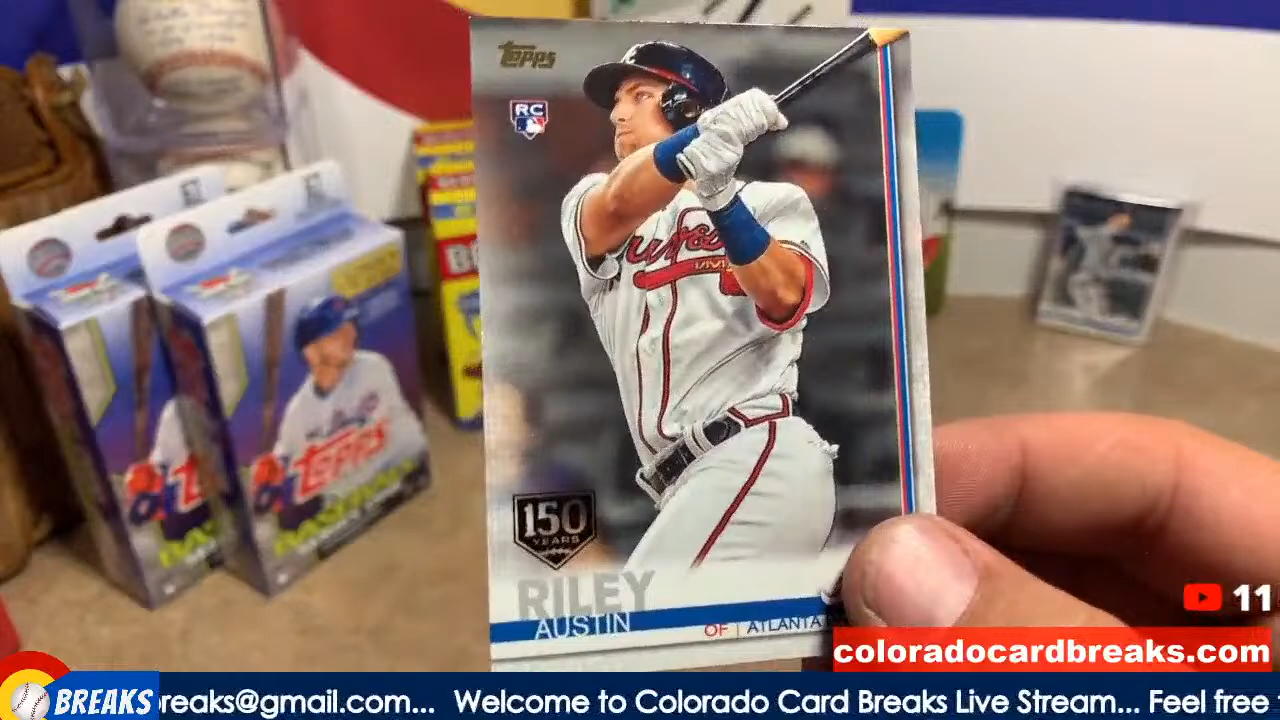 TOPPS
RC
Braves
150
YEARS
RILEY
AUSTIN
OF | ATLANTA
TOPPS
11
coloradocardbreaks.com
BREAKS
breaks@gmail.com... Welcome to Colorado Card Breaks Live Stream... Feel free